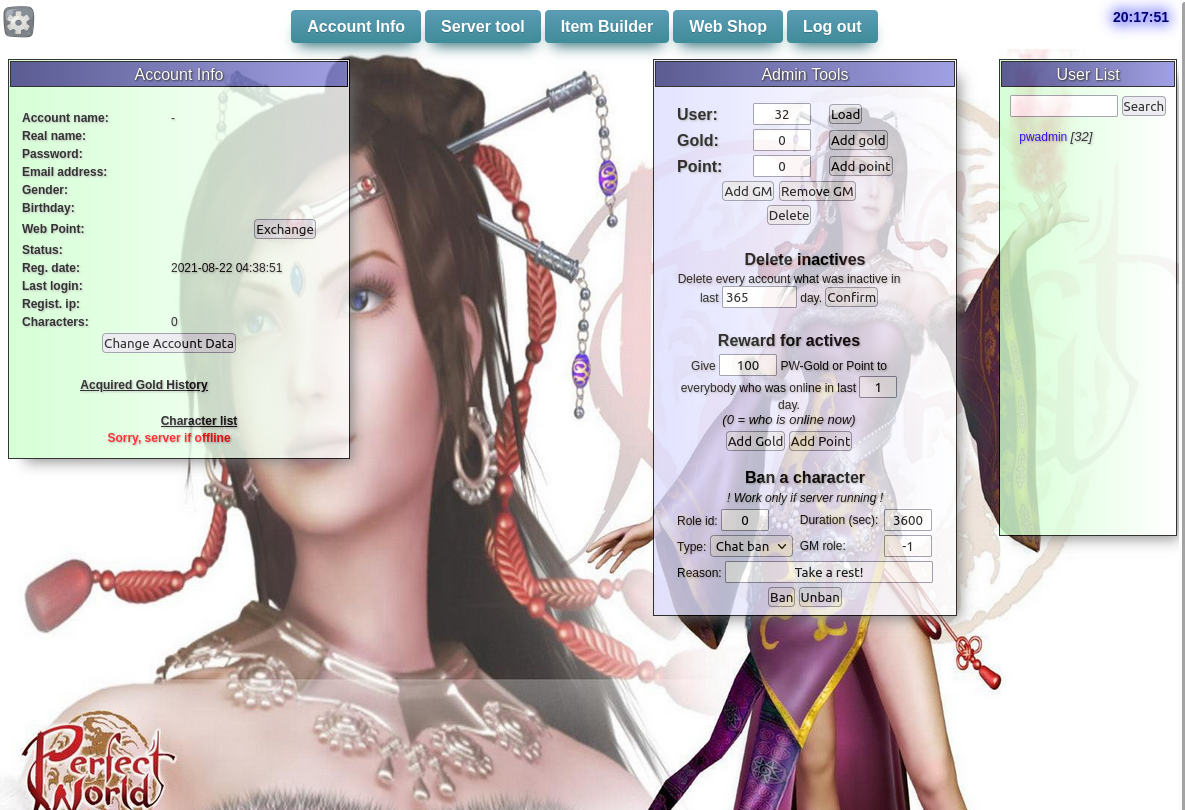 Account Info Server tool Item Builder Web Shop Log out
20:17:51
Account Info
Account name: -
Real name:
Password:
Email address:
Gender:
Birthday:
Web Point: Exchange
Status:
Reg. date: 2021-08-22 04:38:51
Last login:
Regist. ip:
Characters: 0
Change Account Data
Acquired Gold History
Character list
Sorry, server if offline
Admin Tools
User: 32 Load
Gold: 0 Add gold
Point: 0 Add point
Add GM Remove GM
Delete
Delete inactives
Delete every account what was inactive in
last 365 day. Confirm
Reward for actives
Give 100 PW-Gold or Point to
everybody who was online in last 1
day.
(0 = who is online now)
Add Gold Add Point
Ban a character
! Work only if server running !
Role id: 0 Duration (sec): 3600
Type: Chat ban GM role: -1
Reason: Take a rest!
Ban Unban
User List
Search
pwadmin [32]
Perfect
World